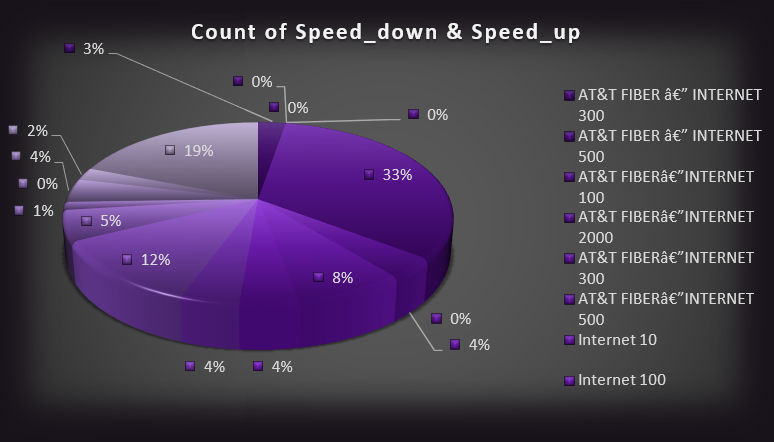 Count of Speed_down & Speed_up
3%
0%
0%
0%
2%
19%
4%
33%
0%
1%
5%
12%
8%
0%
4%
4%
4%
AT&T FIBER â€” INTERNET
300
AT&T FIBER â€” INTERNET
500
AT&T FIBERâ€”INTERNET
100
AT&T FIBERâ€”INTERNET
2000
AT&T FIBERâ€”INTERNET
300
AT&T FIBERâ€”INTERNET
500
Internet 10
Internet 100